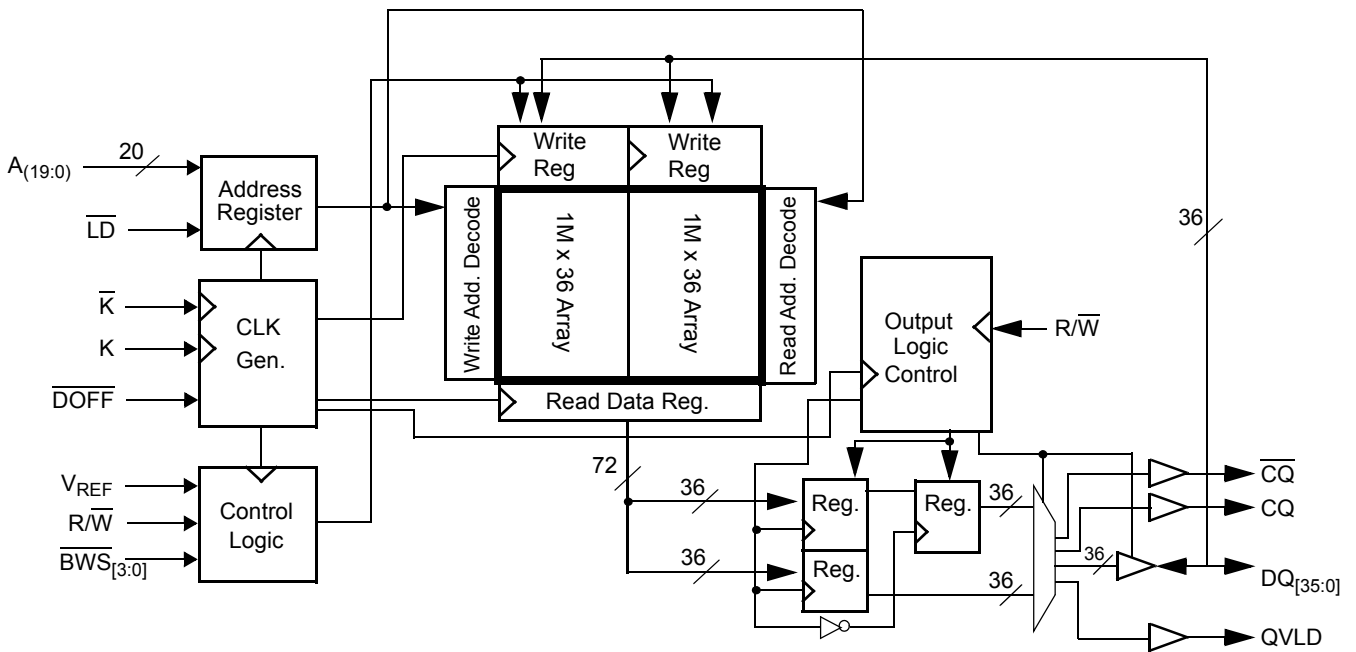 A(19:0)
20
LD
Address
Register
K
K
DOFF
CLK
Gen.
VREF
R/W
BWS[3:0]
Control
Logic
Write
Reg
Write
Reg
Write Add. Decode
1M x 36 Array
1M x 36 Array
Read Add. Decode
Read Data Reg.
36
Output
Logic
Control
R/W
72
36
Reg.
Reg.
36
36
Reg.
36
36
CQ
CQ
DQ[35:0]
QVLD